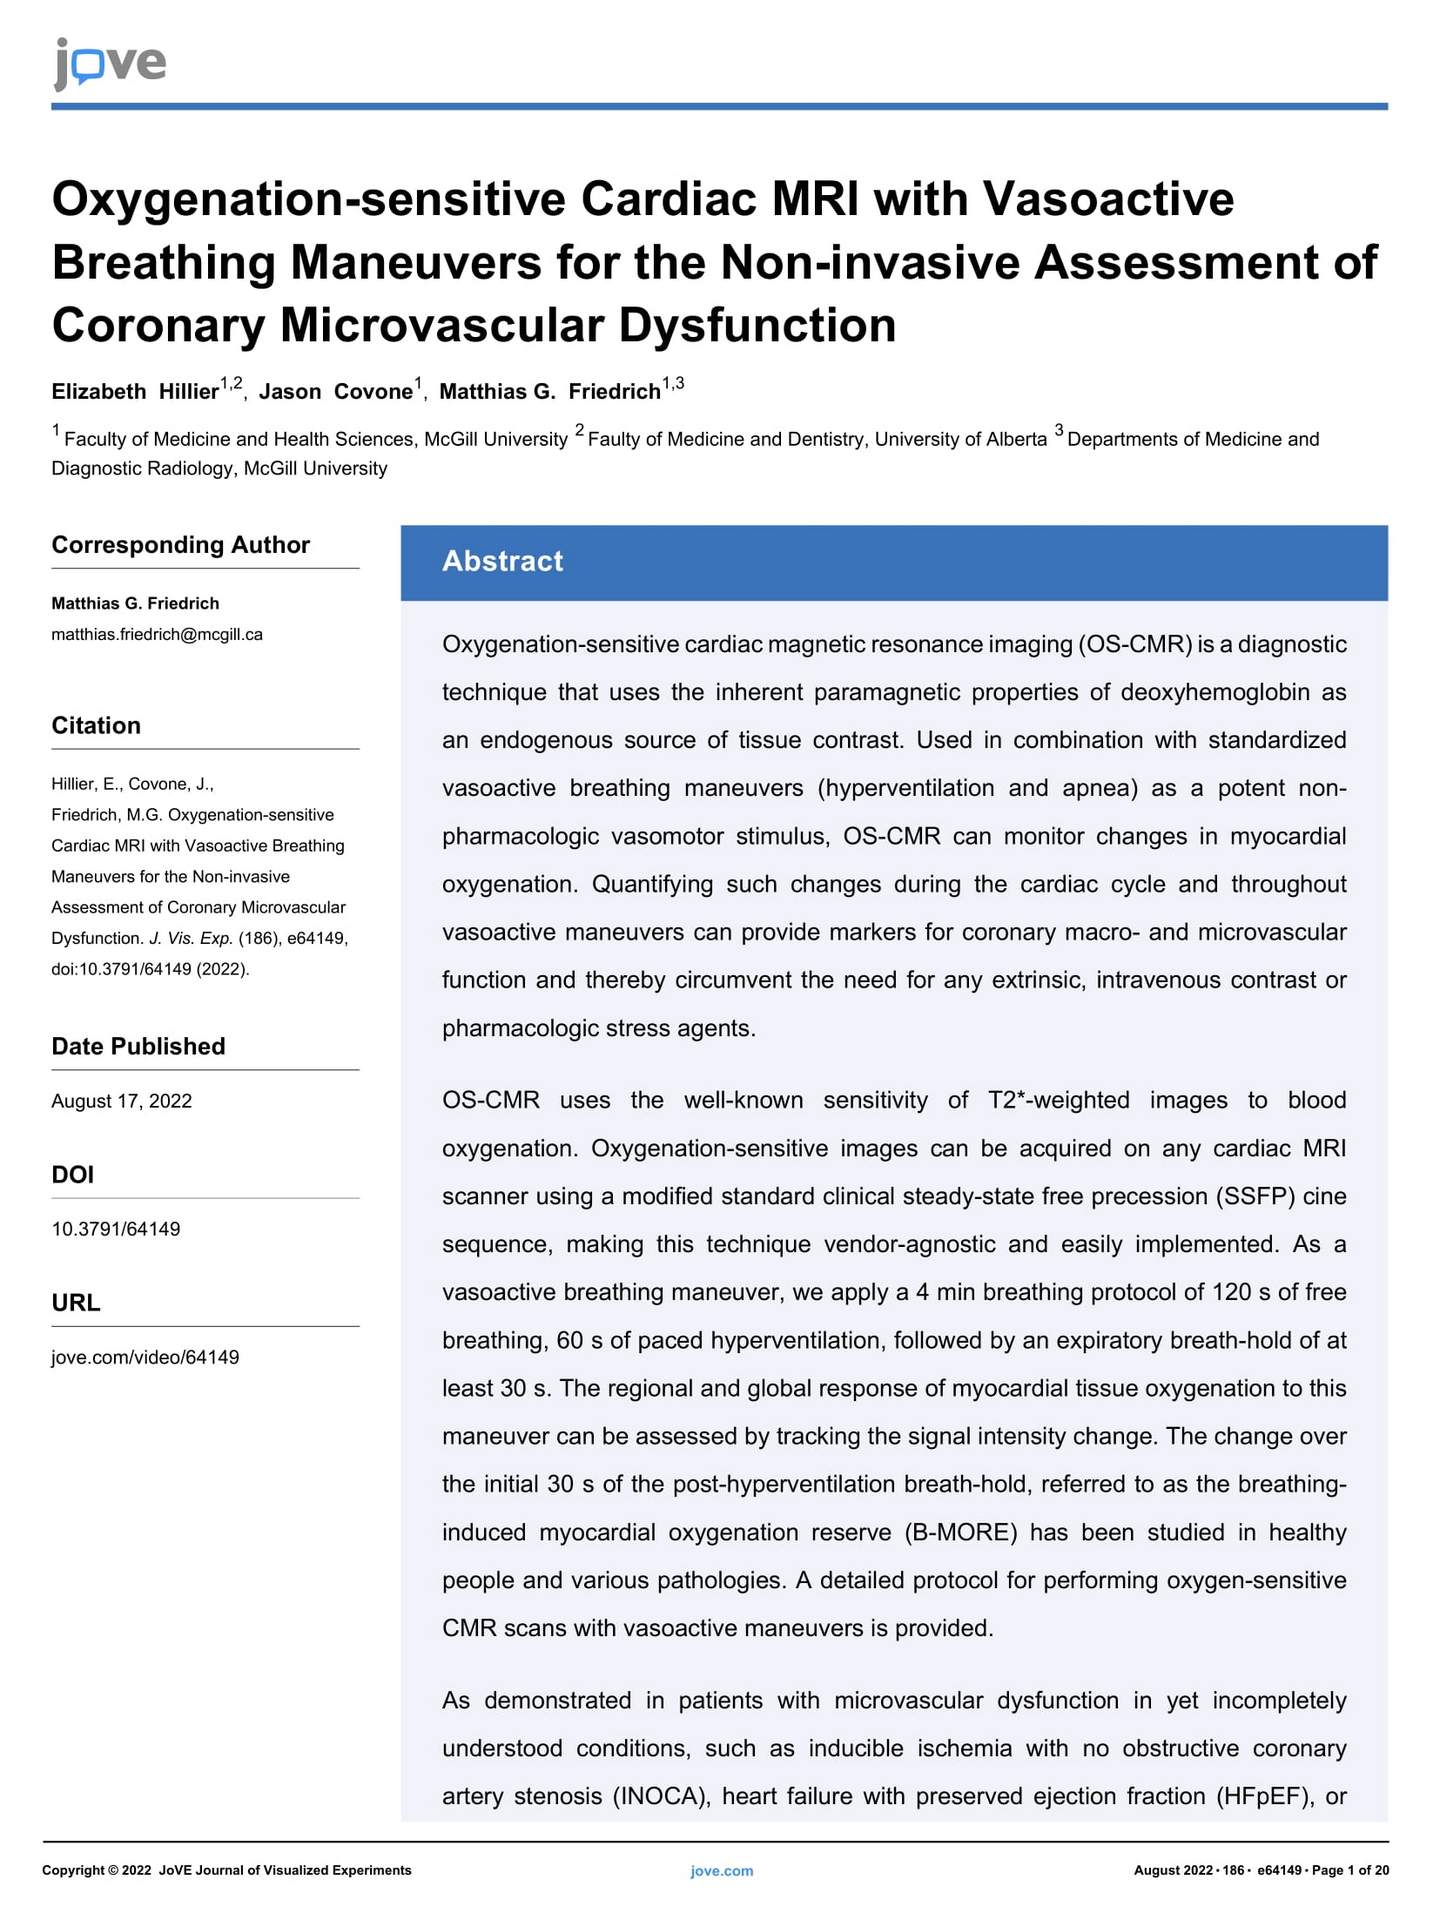 jove
Oxygenation-sensitive Cardiac MRI with Vasoactive
Breathing Maneuvers for the Non-invasive Assessment of
Coronary Microvascular Dysfunction
Elizabeth Hillier1,2, Jason Covone1, Matthias G. Friedrich1,3
1 Faculty of Medicine and Health Sciences, McGill University 2 Faulty of Medicine and Dentistry, University of Alberta 3 Departments of Medicine and
Diagnostic Radiology, McGill University
Corresponding Author
Matthias G. Friedrich
matthias.friedrich@mcgill.ca
Citation
Hillier, E., Covone, J.,
Friedrich, M.G. Oxygenation-sensitive
Cardiac MRI with Vasoactive Breathing
Maneuvers for the Non-invasive
Assessment of Coronary Microvascular
Dysfunction. J. Vis. Exp. (186), e64149,
doi:10.3791/64149 (2022).
Date Published
August 17, 2022
DOI
10.3791/64149
URL
jove.com/video/64149
Abstract
Oxygenation-sensitive cardiac magnetic resonance imaging (OS-CMR) is a diagnostic
technique that uses the inherent paramagnetic properties of deoxyhemoglobin as
an endogenous source of tissue contrast. Used in combination with standardized
vasoactive breathing maneuvers (hyperventilation and apnea) as a potent non-
pharmacologic vasomotor stimulus, OS-CMR can monitor changes in myocardial
oxygenation. Quantifying such changes during the cardiac cycle and throughout
vasoactive maneuvers can provide markers for coronary macro- and microvascular
function and thereby circumvent the need for any extrinsic, intravenous contrast or
pharmacologic stress agents.
OS-CMR uses the well-known sensitivity of T2*-weighted images to blood
oxygenation. Oxygenation-sensitive images can be acquired on any cardiac MRI
scanner using a modified standard clinical steady-state free precession (SSFP) cine
sequence, making this technique vendor-agnostic and easily implemented. As a
vasoactive breathing maneuver, we apply a 4 min breathing protocol of 120 s of free
breathing, 60 s of paced hyperventilation, followed by an expiratory breath-hold of at
least 30 s. The regional and global response of myocardial tissue oxygenation to this
maneuver can be assessed by tracking the signal intensity change. The change over
the initial 30 s of the post-hyperventilation breath-hold, referred to as the breathing-
induced myocardial oxygenation reserve (B-MORE) has been studied in healthy
people and various pathologies. A detailed protocol for performing oxygen-sensitive
CMR scans with vasoactive maneuvers is provided.
As demonstrated in patients with microvascular dysfunction in yet incompletely
understood conditions, such as inducible ischemia with no obstructive coronary
artery stenosis (INOCA), heart failure with preserved ejection fraction (HFpEF), or
Copyright © 2022 JoVE Journal of Visualized Experiments
jove.com
August 2022 • 186 • e64149 • Page 1 of 20